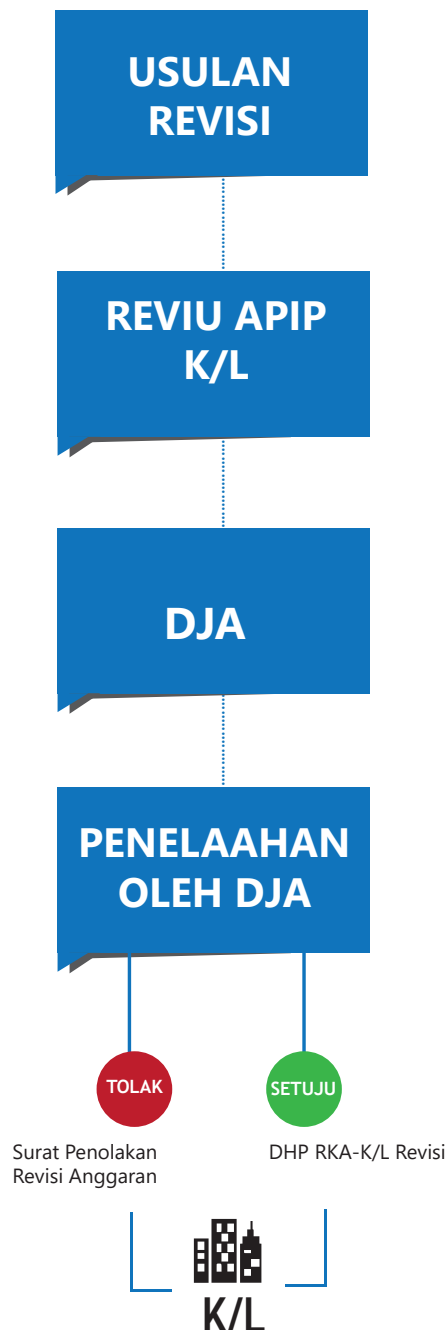 USULAN
REVISI
REVIU APIP
K/L
DJA
PENELAAHAN
OLEH DJA
TOLAK
SETUJU
Surat Penolakan
Revisi Anggaran
DHP RKA-K/L Revisi
K/L